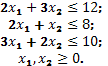 2x₁ + 3x₂ ≤ 12;
2x₁ + x₂ ≤ 8;
3x₁ + 2x₂ ≤ 10;
x₁, x₂ ≥ 0.